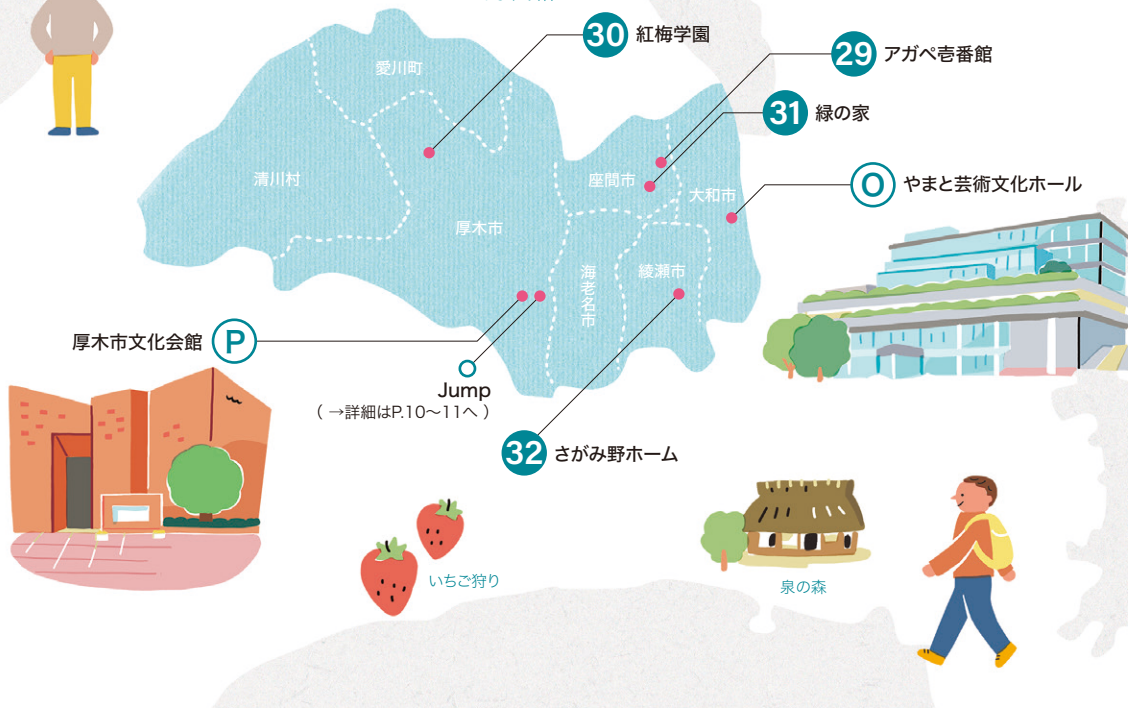 30 紅梅学園
29 アガペ壱番館
31 緑の家
愛川町
清川村
座間市
大和市
O やまと芸術文化ホール
厚木市
海老名市
綾瀬市
厚木市文化会館 P
Jump
（ →詳細はP.10〜11へ ）
32 さがみ野ホーム
いちご狩り
泉の森